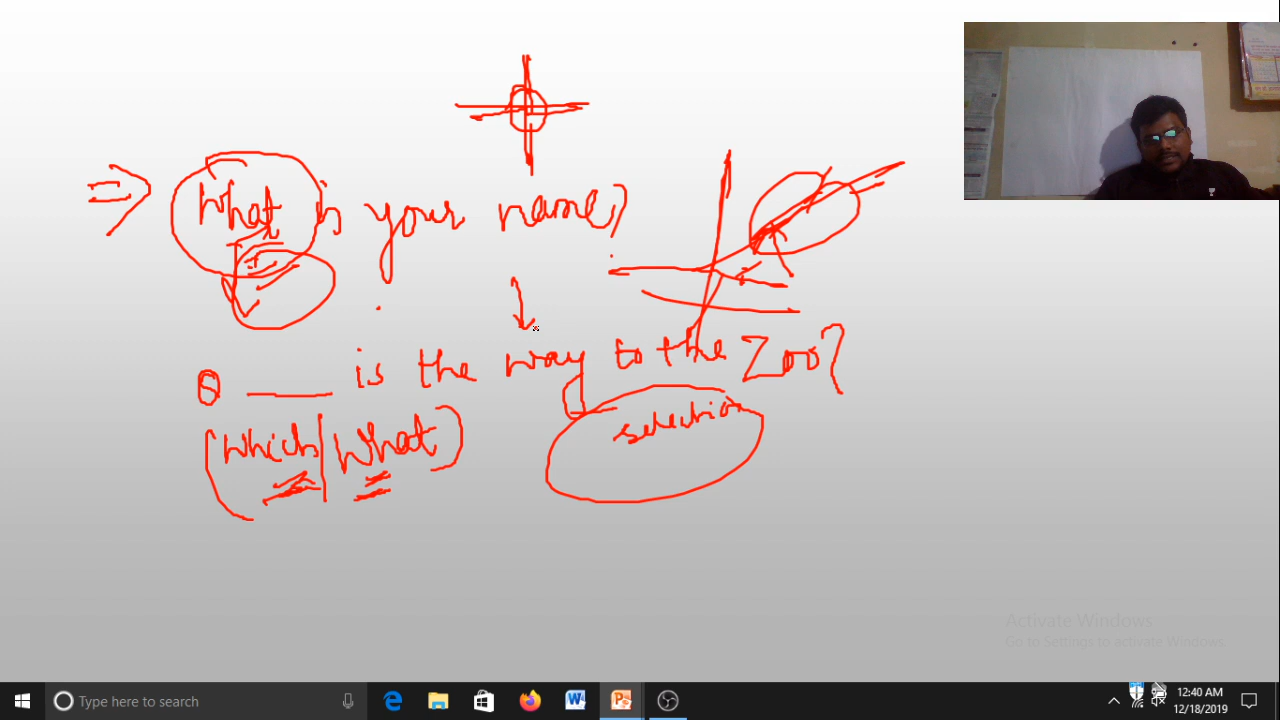 ⇒ What is your name?
Q ____ is the way to the Zoo?
(which/what)
selection
Activate Windows
Go to Settings to activate Windows.
Type here to search
12:40 AM
12/18/2019